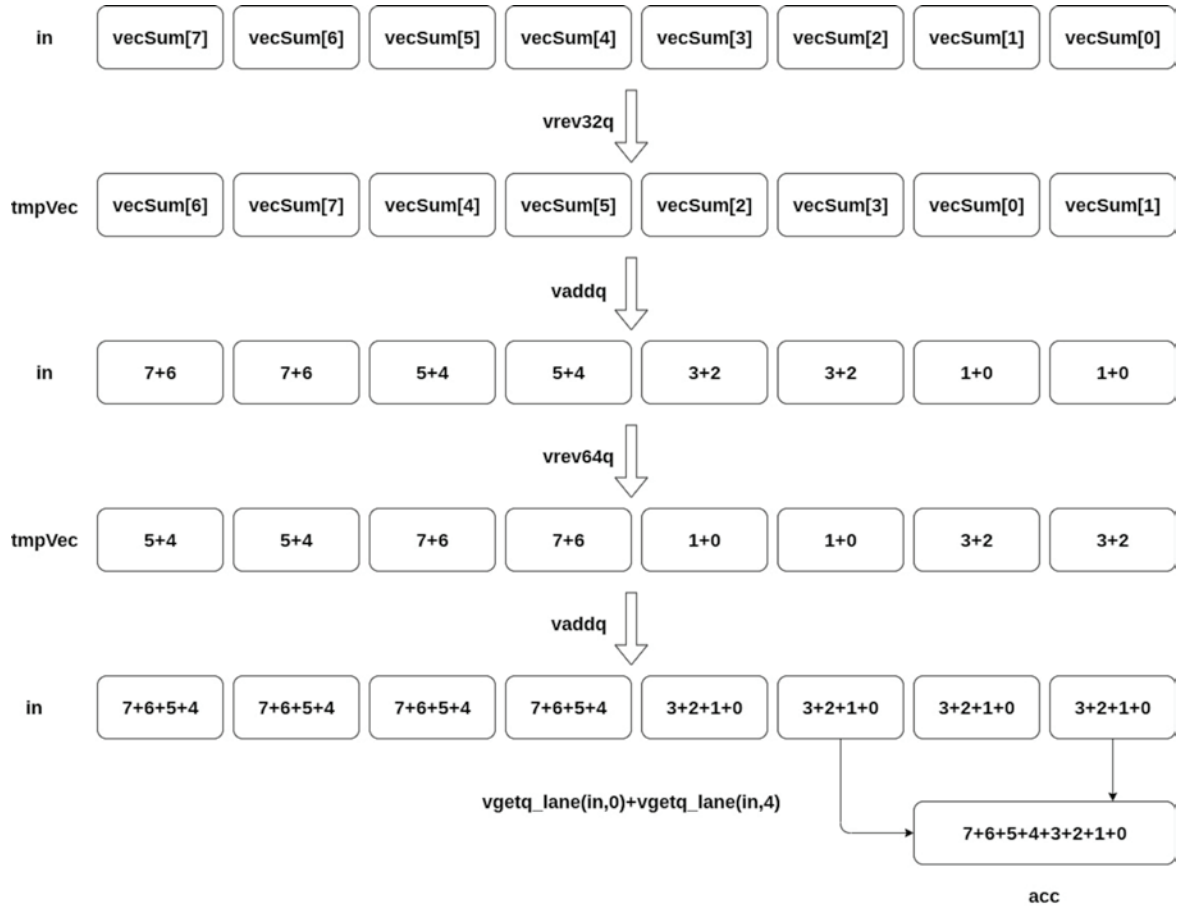 in vecSum[7] vecSum[6] vecSum[5] vecSum[4] vecSum[3] vecSum[2] vecSum[1] vecSum[0]
vrev32q
tmpVec vecSum[6] vecSum[7] vecSum[4] vecSum[5] vecSum[2] vecSum[3] vecSum[0] vecSum[1]
vaddq
in 7+6 7+6 5+4 5+4 3+2 3+2 1+0 1+0
vrev64q
tmpVec 5+4 5+4 7+6 7+6 1+0 1+0 3+2 3+2
vaddq
in 7+6+5+4 7+6+5+4 7+6+5+4 7+6+5+4 3+2+1+0 3+2+1+0 3+2+1+0 3+2+1+0
vgetq_lane(in,0)+vgetq_lane(in,4)
7+6+5+4+3+2+1+0
acc